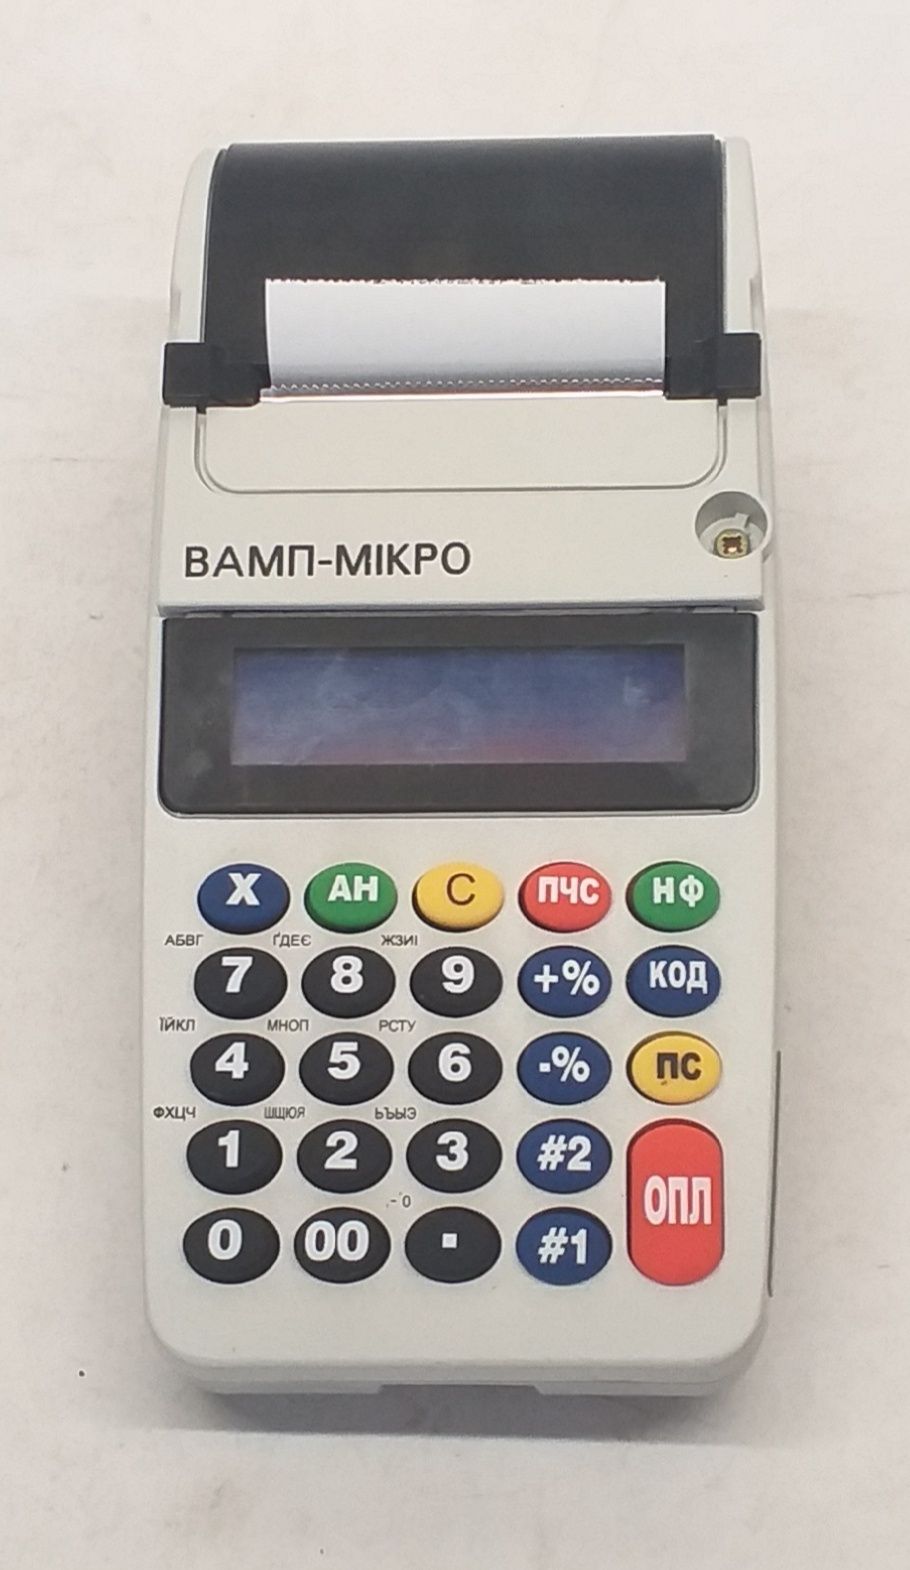 ВАМП-МІКРО
Х АН С ПЧС НФ
АБВГ ҐДЕЄ ЖЗИІ
7 8 9 +% КОД
ЇЙКЛ МНОП РСТУ
4 5 6 -% ПС
ФХЦЧ ШЩЮЯ ЬЪЫЭ
1 2 3 #2 ОПЛ
0 00 . #1